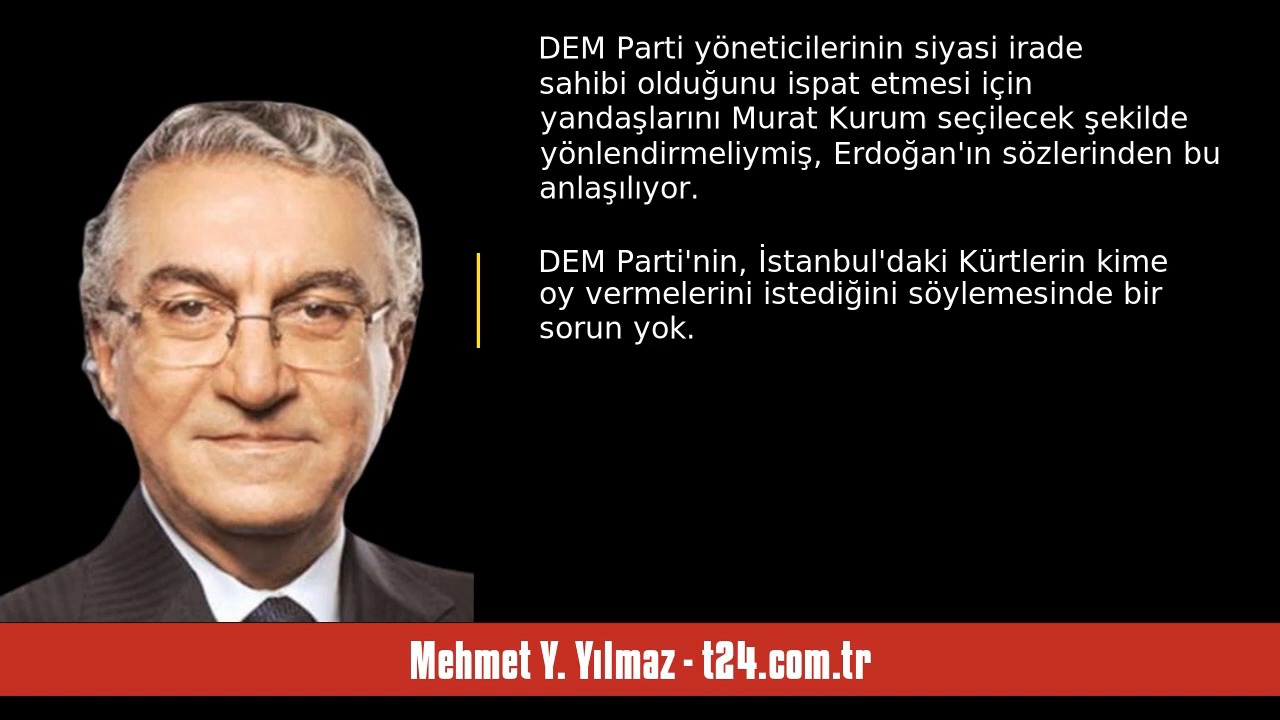 DEM Parti yöneticilerinin siyasi irade
sahibi olduğunu ispat etmesi için
yandaşlarını Murat Kurum seçilecek şekilde
yönlendirmeliymiş, Erdoğan'ın sözlerinden bu
anlaşılıyor.
DEM Parti'nin, İstanbul'daki Kürtlerin kime
oy vermelerini istediğini söylemesinde bir
sorun yok.
Mehmet Y. Yılmaz - t24.com.tr